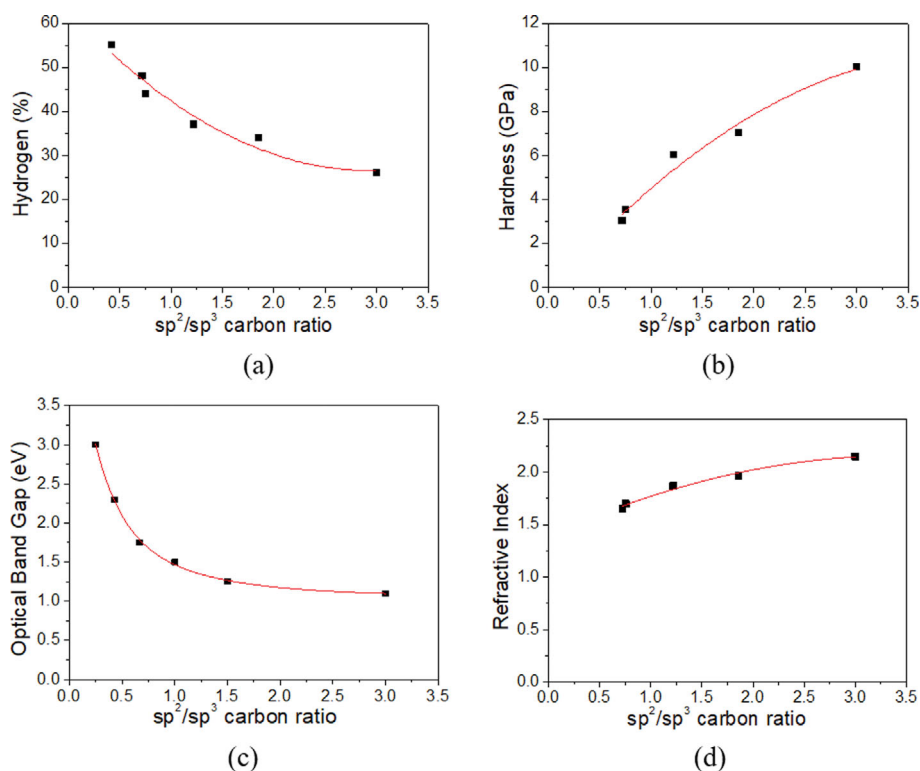 60
50
40
30
20
10
0
Hydrogen (%)
0.0 0.5 1.0 1.5 2.0 2.5 3.0 3.5
sp²/sp³ carbon ratio
(a)
12
10
8
6
4
2
0
Hardness (GPa)
0.0 0.5 1.0 1.5 2.0 2.5 3.0 3.5
sp²/sp³ carbon ratio
(b)
3.5
3.0
2.5
2.0
1.5
1.0
0.5
0.0
Optical Band Gap (eV)
0.0 0.5 1.0 1.5 2.0 2.5 3.0 3.5
sp²/sp³ carbon ratio
(c)
2.5
2.0
1.5
1.0
0.5
0.0
Refractive Index
0.0 0.5 1.0 1.5 2.0 2.5 3.0 3.5
sp²/sp³ carbon ratio
(d)